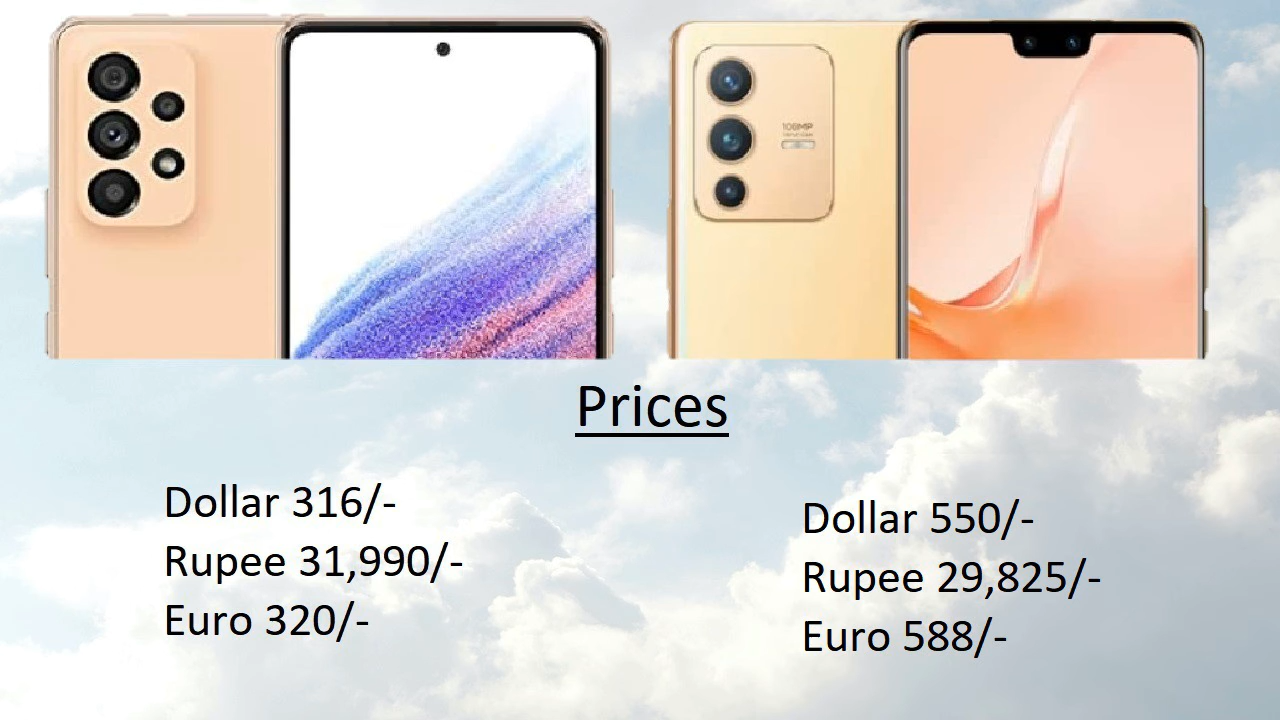 108MP
Prices
Dollar 316/-
Rupee 31,990/-
Euro 320/-
Dollar 550/-
Rupee 29,825/-
Euro 588/-